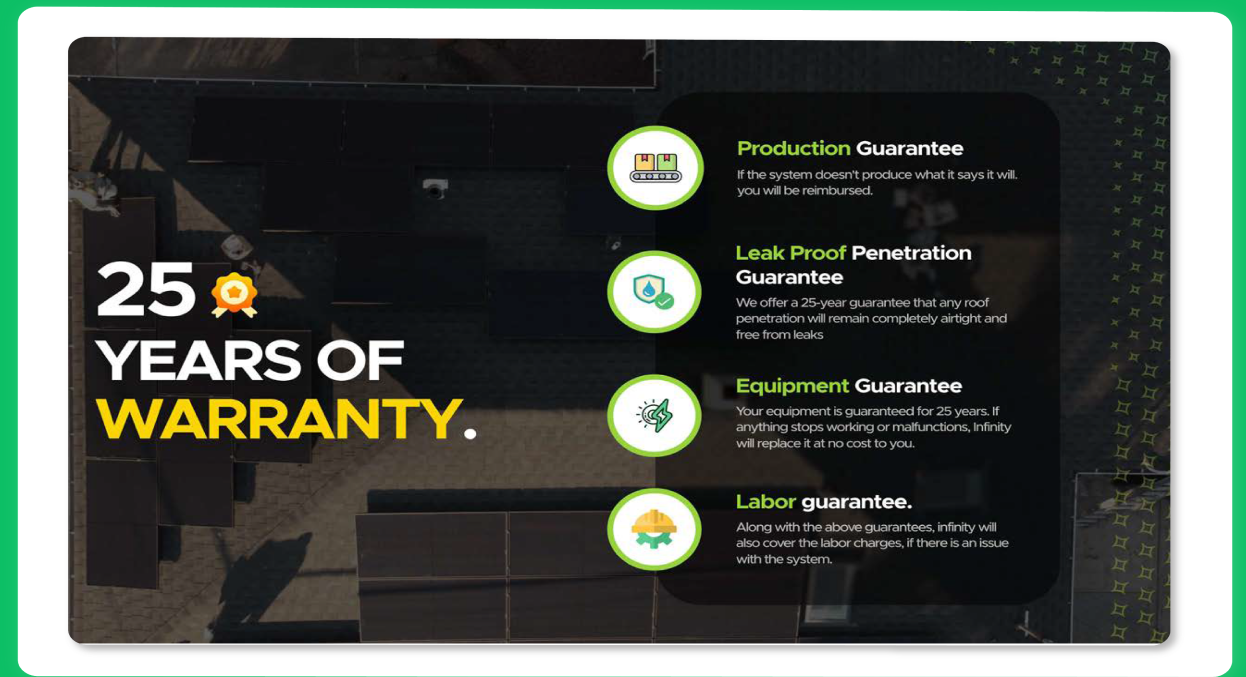 25
YEARS OF
WARRANTY.
Production Guarantee
If the system doesn't produce what it says it will.
you will be reimbursed.
Leak Proof Penetration
Guarantee
We offer a 25-year guarantee that any roof
penetration will remain completely airtight and
free from leaks
Equipment Guarantee
Your equipment is guaranteed for 25 years. If
anything stops working or malfunctions, Infinity
will replace it at no cost to you.
Labor guarantee.
Along with the above guarantees, infinity will
also cover the labor charges, if there is an issue
with the system.